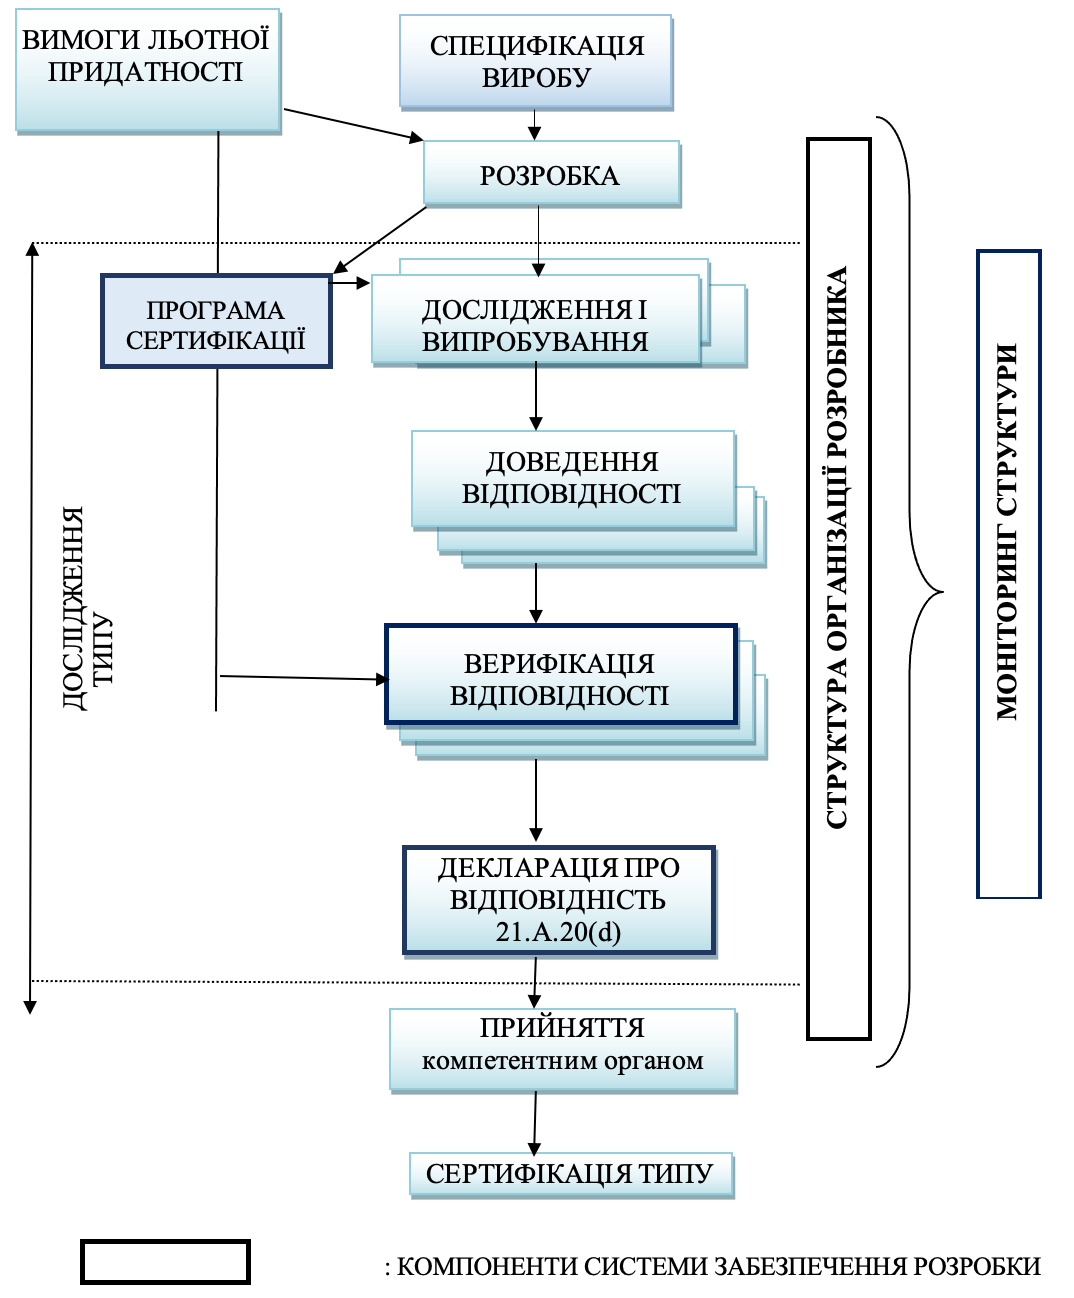 ВИМОГИ ЛЬОТНОЇ
ПРИДАТНОСТІ
СПЕЦИФІКАЦІЯ
ВИРОБУ
РОЗРОБКА
ПРОГРАМА
СЕРТИФІКАЦІЇ
ДОСЛІДЖЕННЯ І
ВИПРОБУВАННЯ
ДОВЕДЕННЯ
ВІДПОВІДНОСТІ
ДОСЛІДЖЕННЯ
ТИПУ
ВЕРИФІКАЦІЯ
ВІДПОВІДНОСТІ
ДЕКЛАРАЦІЯ ПРО
ВІДПОВІДНІСТЬ
21.А.20(d)
ПРИЙНЯТТЯ
компетентним органом
СЕРТИФІКАЦІЯ ТИПУ
СТРУКТУРА ОРГАНІЗАЦІЇ РОЗРОБНИКА
МОНІТОРИНГ СТРУКТУРИ
: КОМПОНЕНТИ СИСТЕМИ ЗАБЕЗПЕЧЕННЯ РОЗРОБКИ